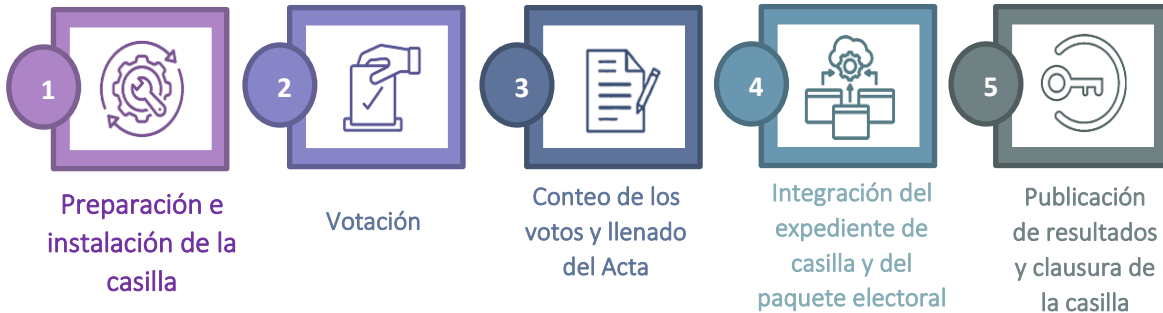 1
Preparación e
instalación de la
casilla
2
Votación
3
Conteo de los
votos y llenado
del Acta
4
Integración del
expediente de
casilla y del
paquete electoral
5
Publicación
de resultados
y clausura de
la casilla